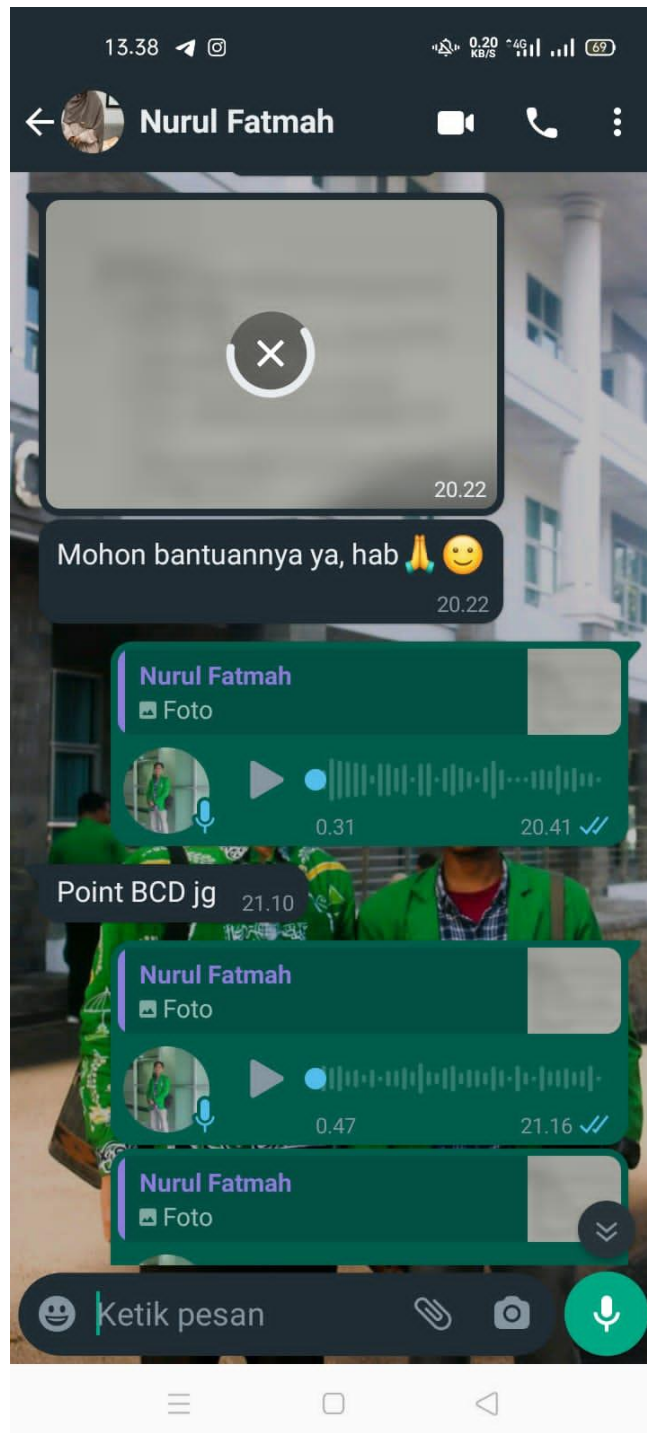 13.38
0.20 KB/S 4G 69
Nurul Fatmah
20.22
Mohon bantuannya ya, hab🙏🙂
20.22
Nurul Fatmah
Foto
0.31 20.41
Point BCD jg 21.10
Nurul Fatmah
Foto
0.47 21.16
Nurul Fatmah
Foto
Ketik pesan